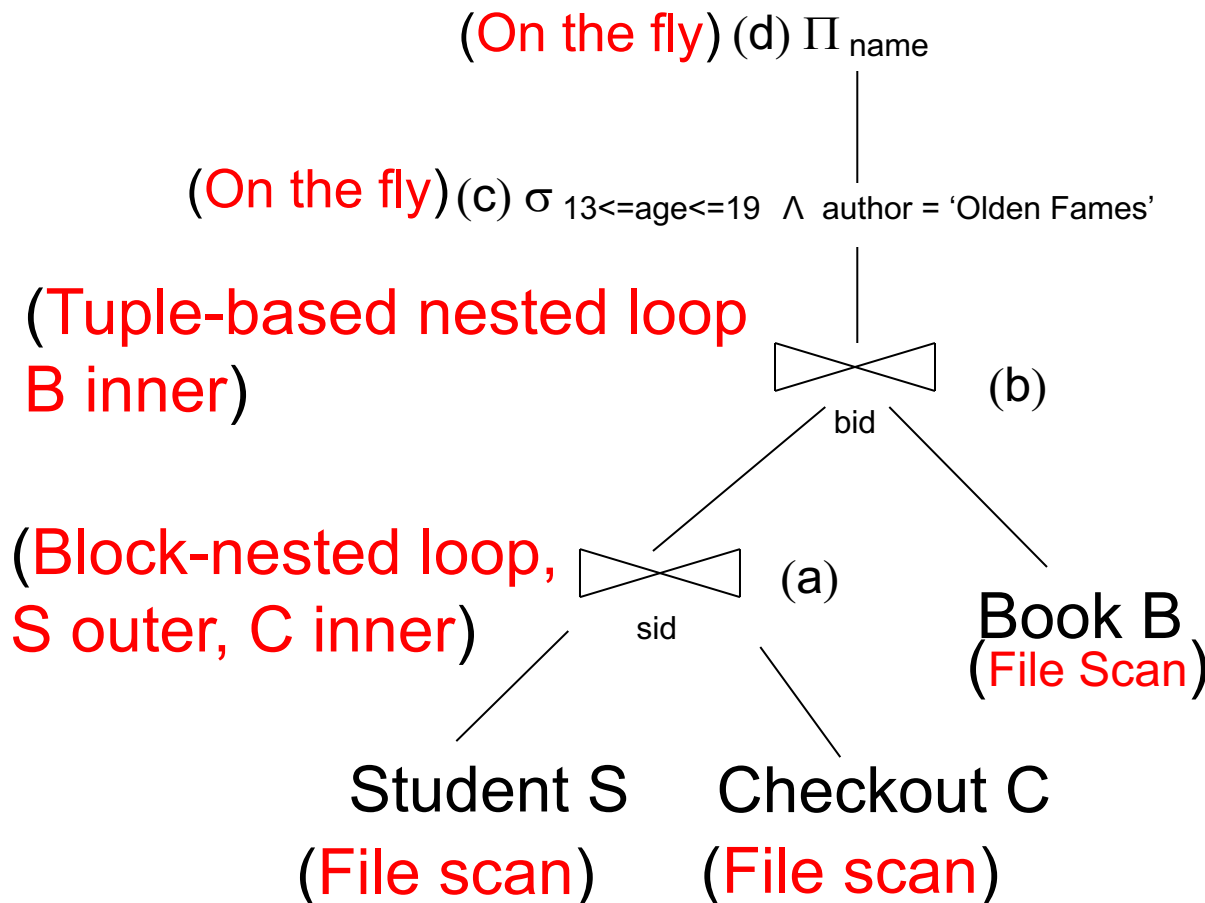 (On the fly) (d) Π name
(On the fly) (c) σ 13<=age<=19 Λ author = ‘Olden Fames’
(Tuple-based nested loop
B inner)
(b)
bid
(Block-nested loop,
S outer, C inner)
(a)
sid
Book B
(File Scan)
Student S
Checkout C
(File scan)
(File scan)